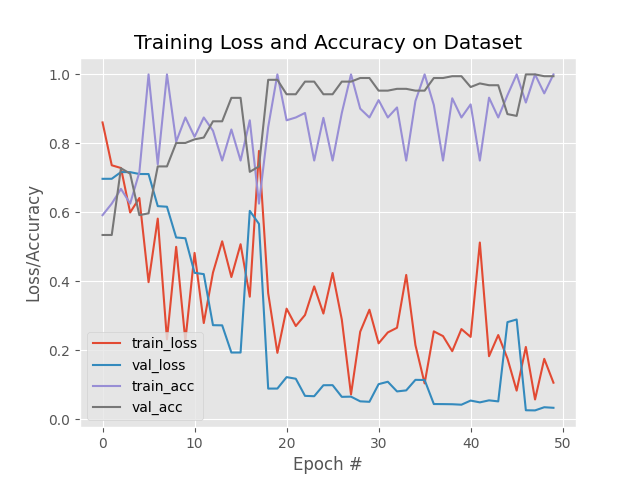 Training Loss and Accuracy on Dataset
1.0
0.8
0.6
0.4
0.2
0.0
Loss/Accuracy
train_loss
val_loss
train_acc
val_acc
0 10 20 30 40 50
Epoch #